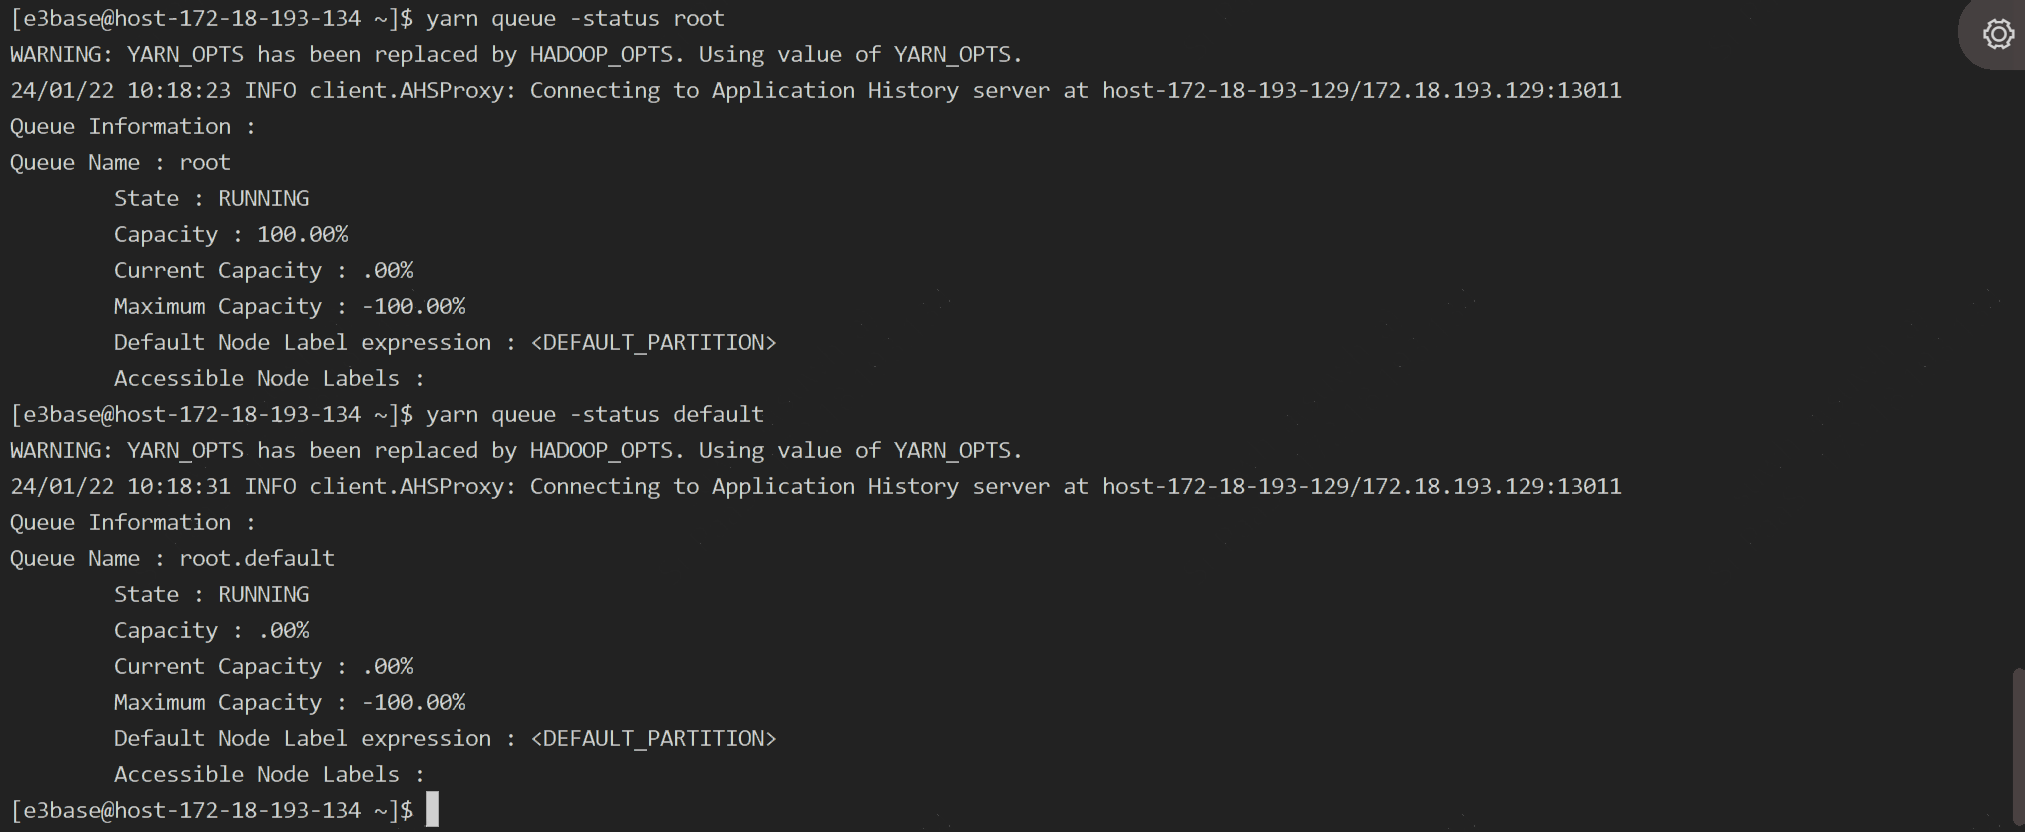 [e3base@host-172-18-193-134 ~]$ yarn queue -status root
WARNING: YARN_OPTS has been replaced by HADOOP_OPTS. Using value of YARN_OPTS.
24/01/22 10:18:23 INFO client.AHSProxy: Connecting to Application History server at host-172-18-193-129/172.18.193.129:13011
Queue Information :
Queue Name : root
State : RUNNING
Capacity : 100.00%
Current Capacity : .00%
Maximum Capacity : -100.00%
Default Node Label expression : <DEFAULT_PARTITION>
Accessible Node Labels :
[e3base@host-172-18-193-134 ~]$ yarn queue -status default
WARNING: YARN_OPTS has been replaced by HADOOP_OPTS. Using value of YARN_OPTS.
24/01/22 10:18:31 INFO client.AHSProxy: Connecting to Application History server at host-172-18-193-129/172.18.193.129:13011
Queue Information :
Queue Name : root.default
State : RUNNING
Capacity : .00%
Current Capacity : .00%
Maximum Capacity : -100.00%
Default Node Label expression : <DEFAULT_PARTITION>
Accessible Node Labels :
[e3base@host-172-18-193-134 ~]$